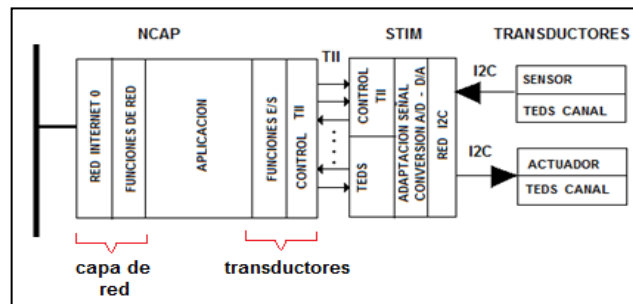 NCAP
TII
STIM
TRANSDUCTORES
RED INTERNET 0
FUNCIONES DE RED
APLICACION
FUNCIONES E/S
CONTROL TII
CONTROL
TII
TEDS
ADAPTACION SEÑAL
CONVERSION A/D - D/A
RED I2C
I2C
SENSOR
TEDS CANAL
I2C
ACTUADOR
TEDS CANAL
capa de
red
transductores